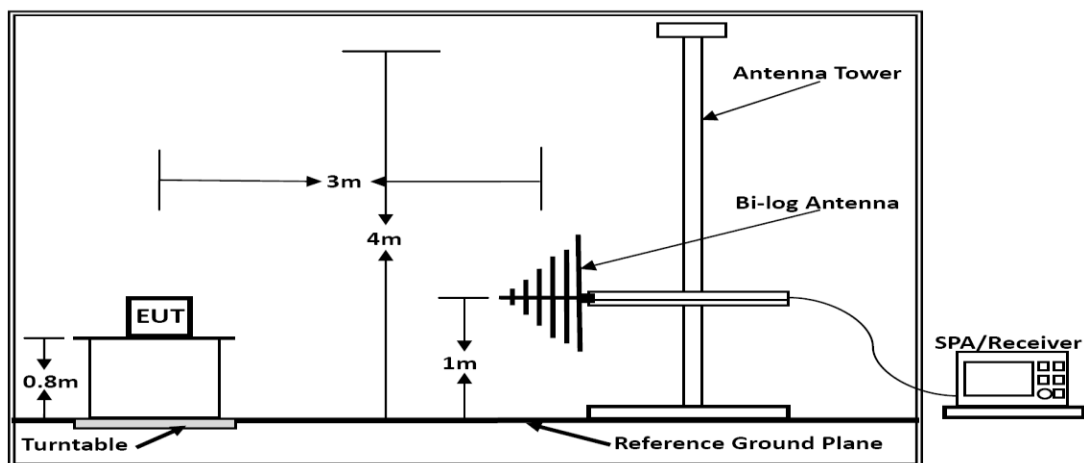 Antenna Tower
3m
Bi-log Antenna
4m
EUT
SPA/Receiver
1m
0.8m
Turntable
Reference Ground Plane